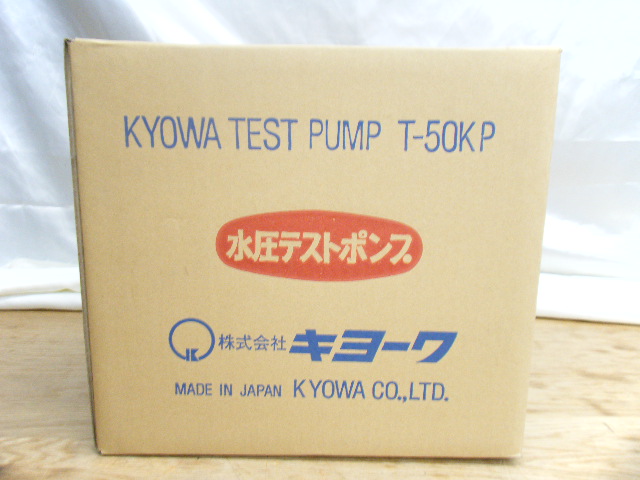 KYOWA TEST PUMP T-50KP
水圧テストポンプ
株式会社 キヨーワ
MADE IN JAPAN KYOWA CO.,LTD.